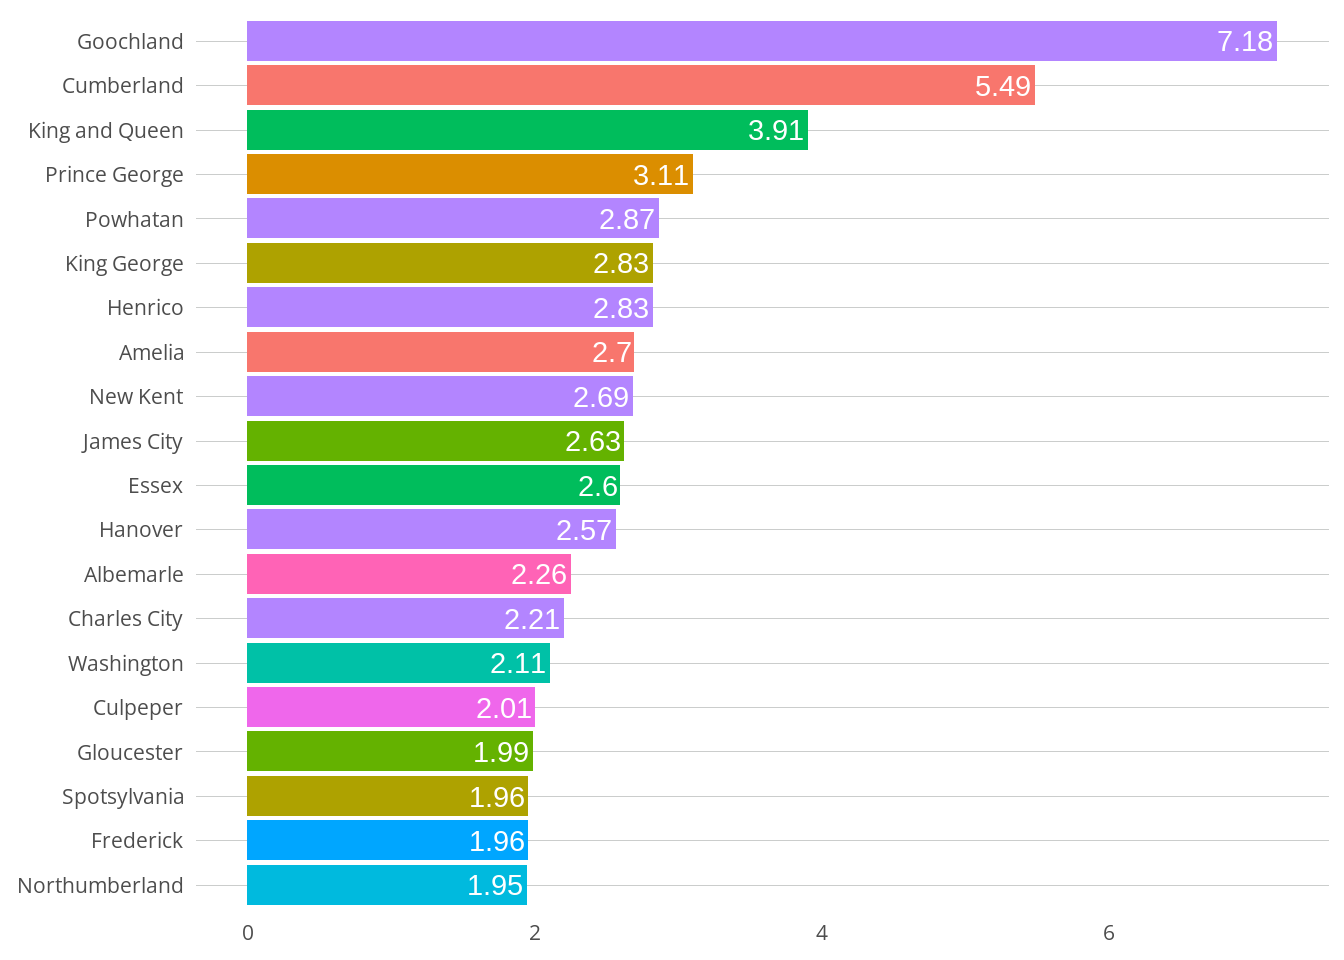 Goochland 7.18
Cumberland 5.49
King and Queen 3.91
Prince George 3.11
Powhatan 2.87
King George 2.83
Henrico 2.83
Amelia 2.7
New Kent 2.69
James City 2.63
Essex 2.6
Hanover 2.57
Albemarle 2.26
Charles City 2.21
Washington 2.11
Culpeper 2.01
Gloucester 1.99
Spotsylvania 1.96
Frederick 1.96
Northumberland 1.95
0 2 4 6